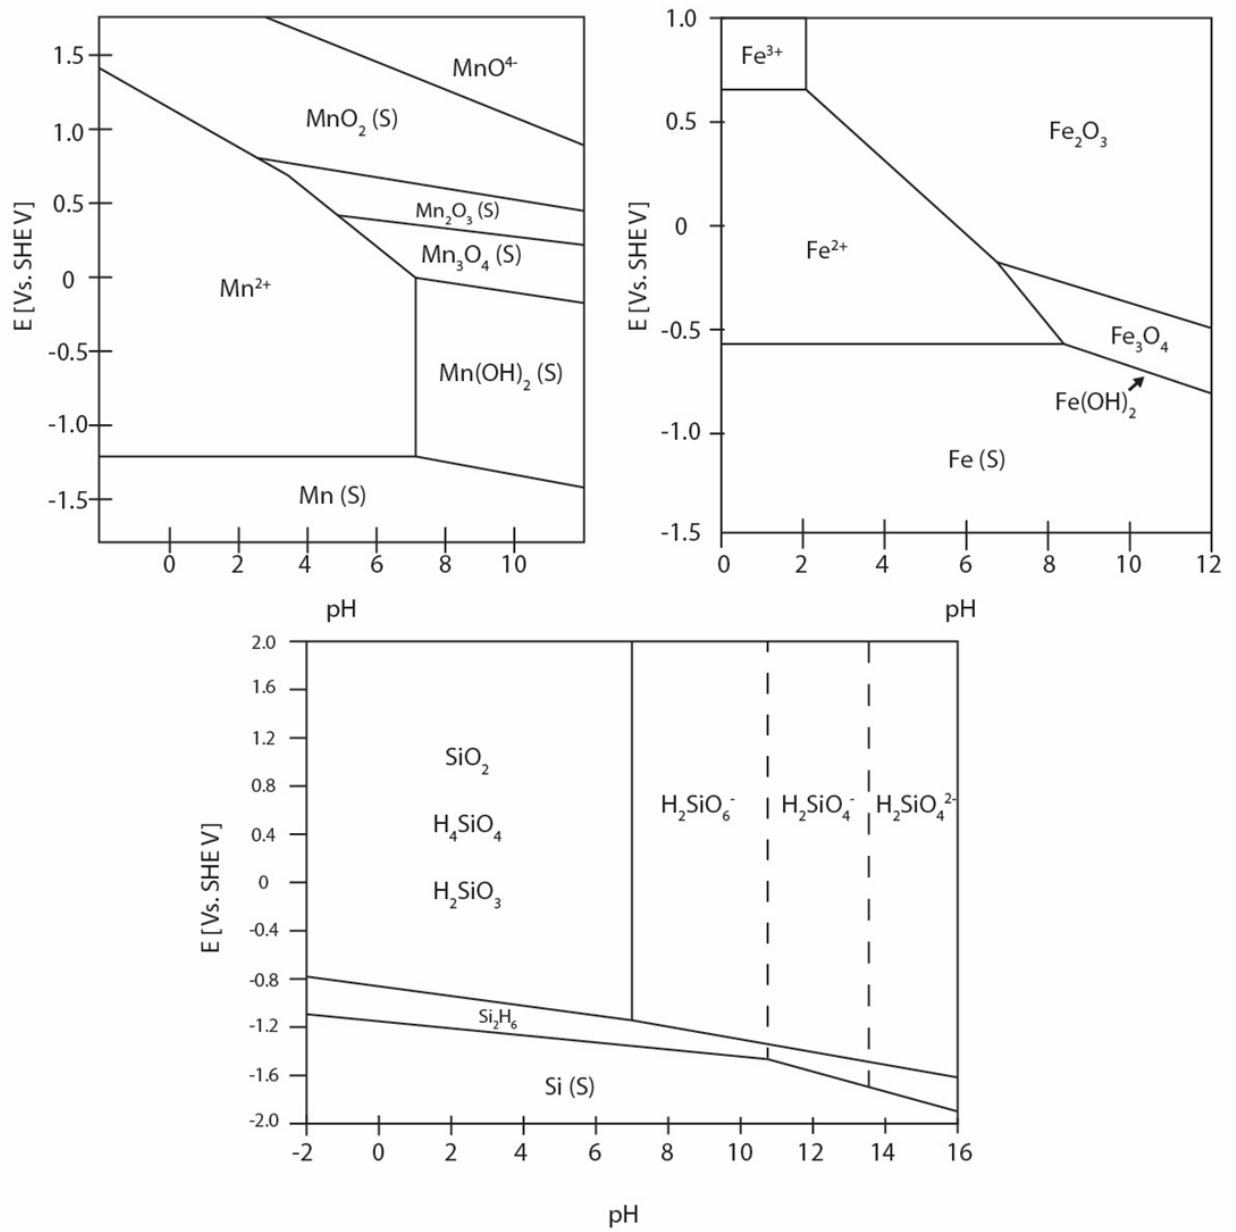 1.5
1.0
0.5
0
-0.5
-1.0
-1.5
E [Vs. SHE V]
MnO⁴⁻
MnO₂ (S)
Mn₂O₃ (S)
Mn₃O₄ (S)
Mn²⁺
Mn(OH)₂ (S)
Mn (S)
0 2 4 6 8 10
pH
1.0
0.5
0
-0.5
-1.0
-1.5
E [Vs. SHE V]
Fe³⁺
Fe₂O₃
Fe²⁺
Fe₃O₄
Fe(OH)₂
Fe (S)
0 2 4 6 8 10 12
pH
2.0
1.6
1.2
0.8
0.4
0
-0.4
-0.8
-1.2
-1.6
-2.0
E [Vs. SHE V]
SiO₂
H₄SiO₄
H₂SiO₃
H₂SiO₆⁻
H₂SiO₄⁻
H₂SiO₄²⁻
Si₂H₆
Si (S)
-2 0 2 4 6 8 10 12 14 16
pH